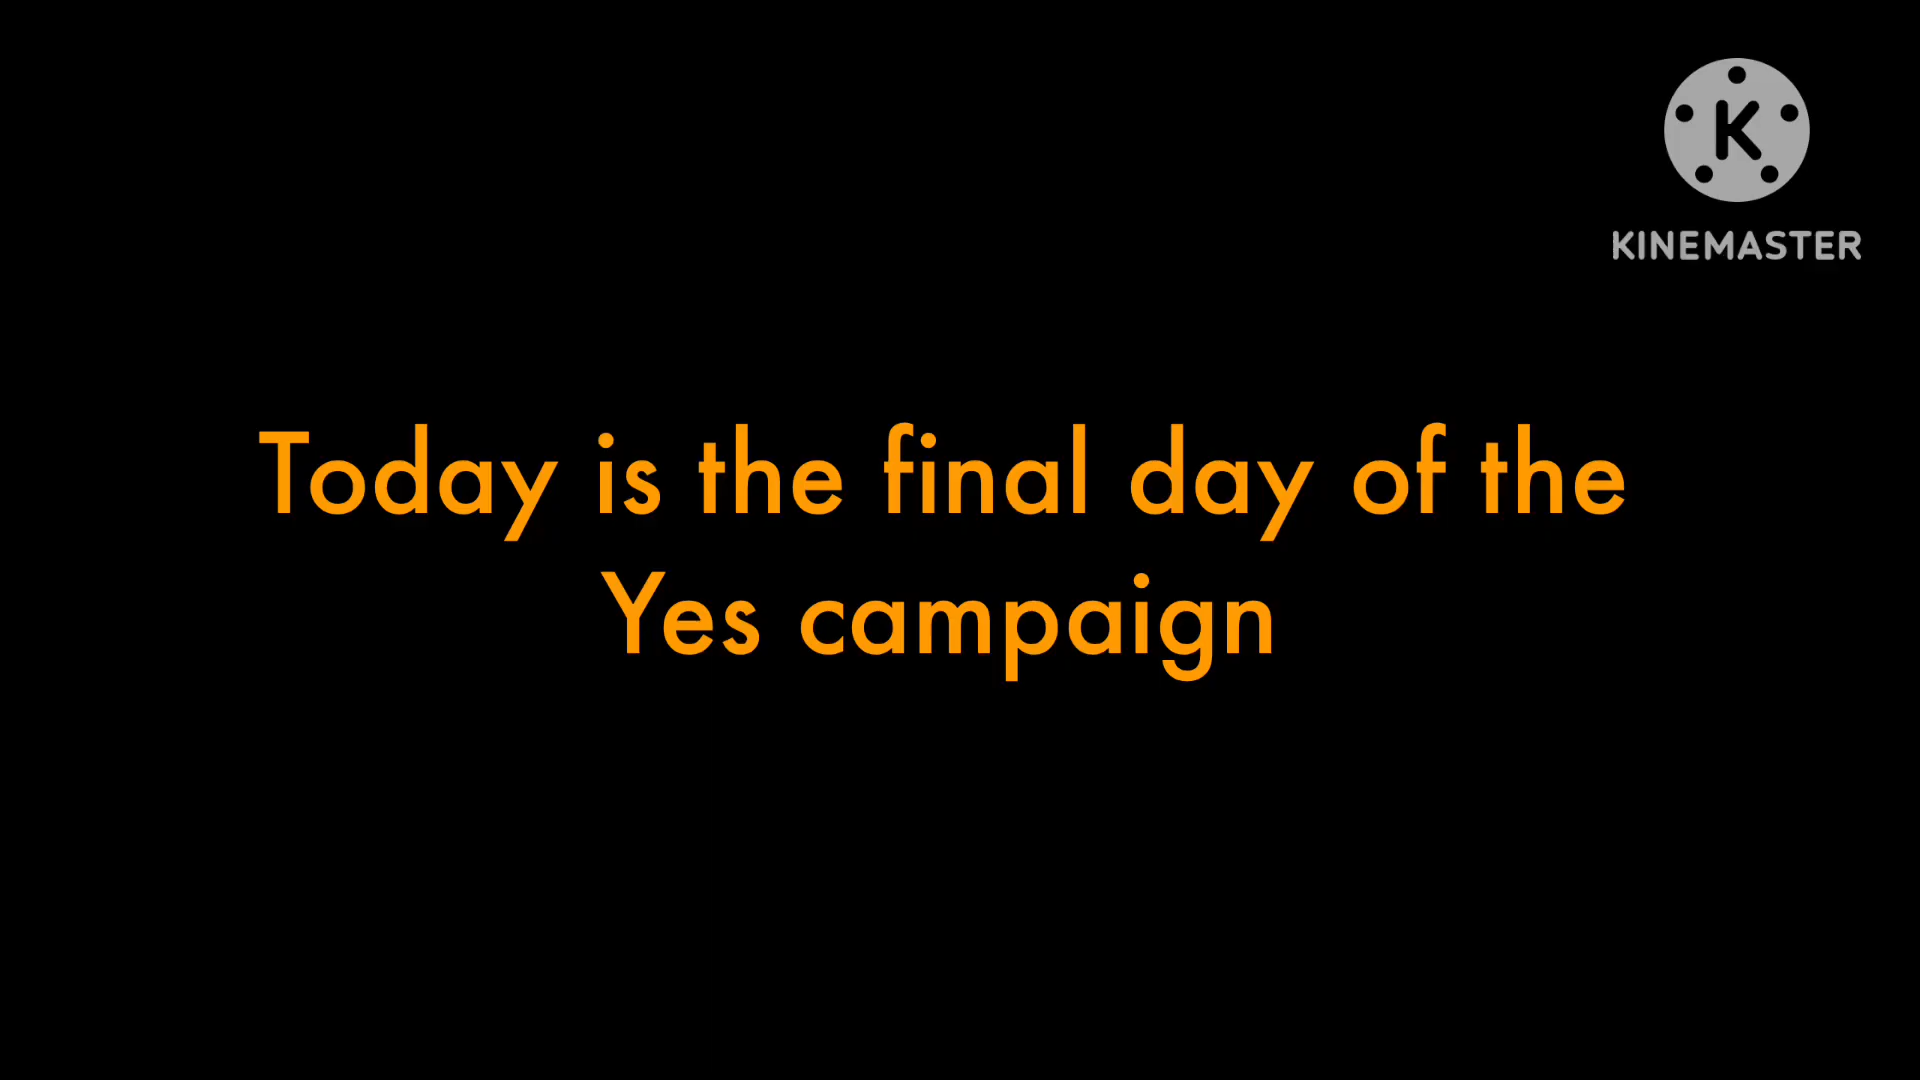 K
KINEMASTER
Today is the final day of the
Yes campaign